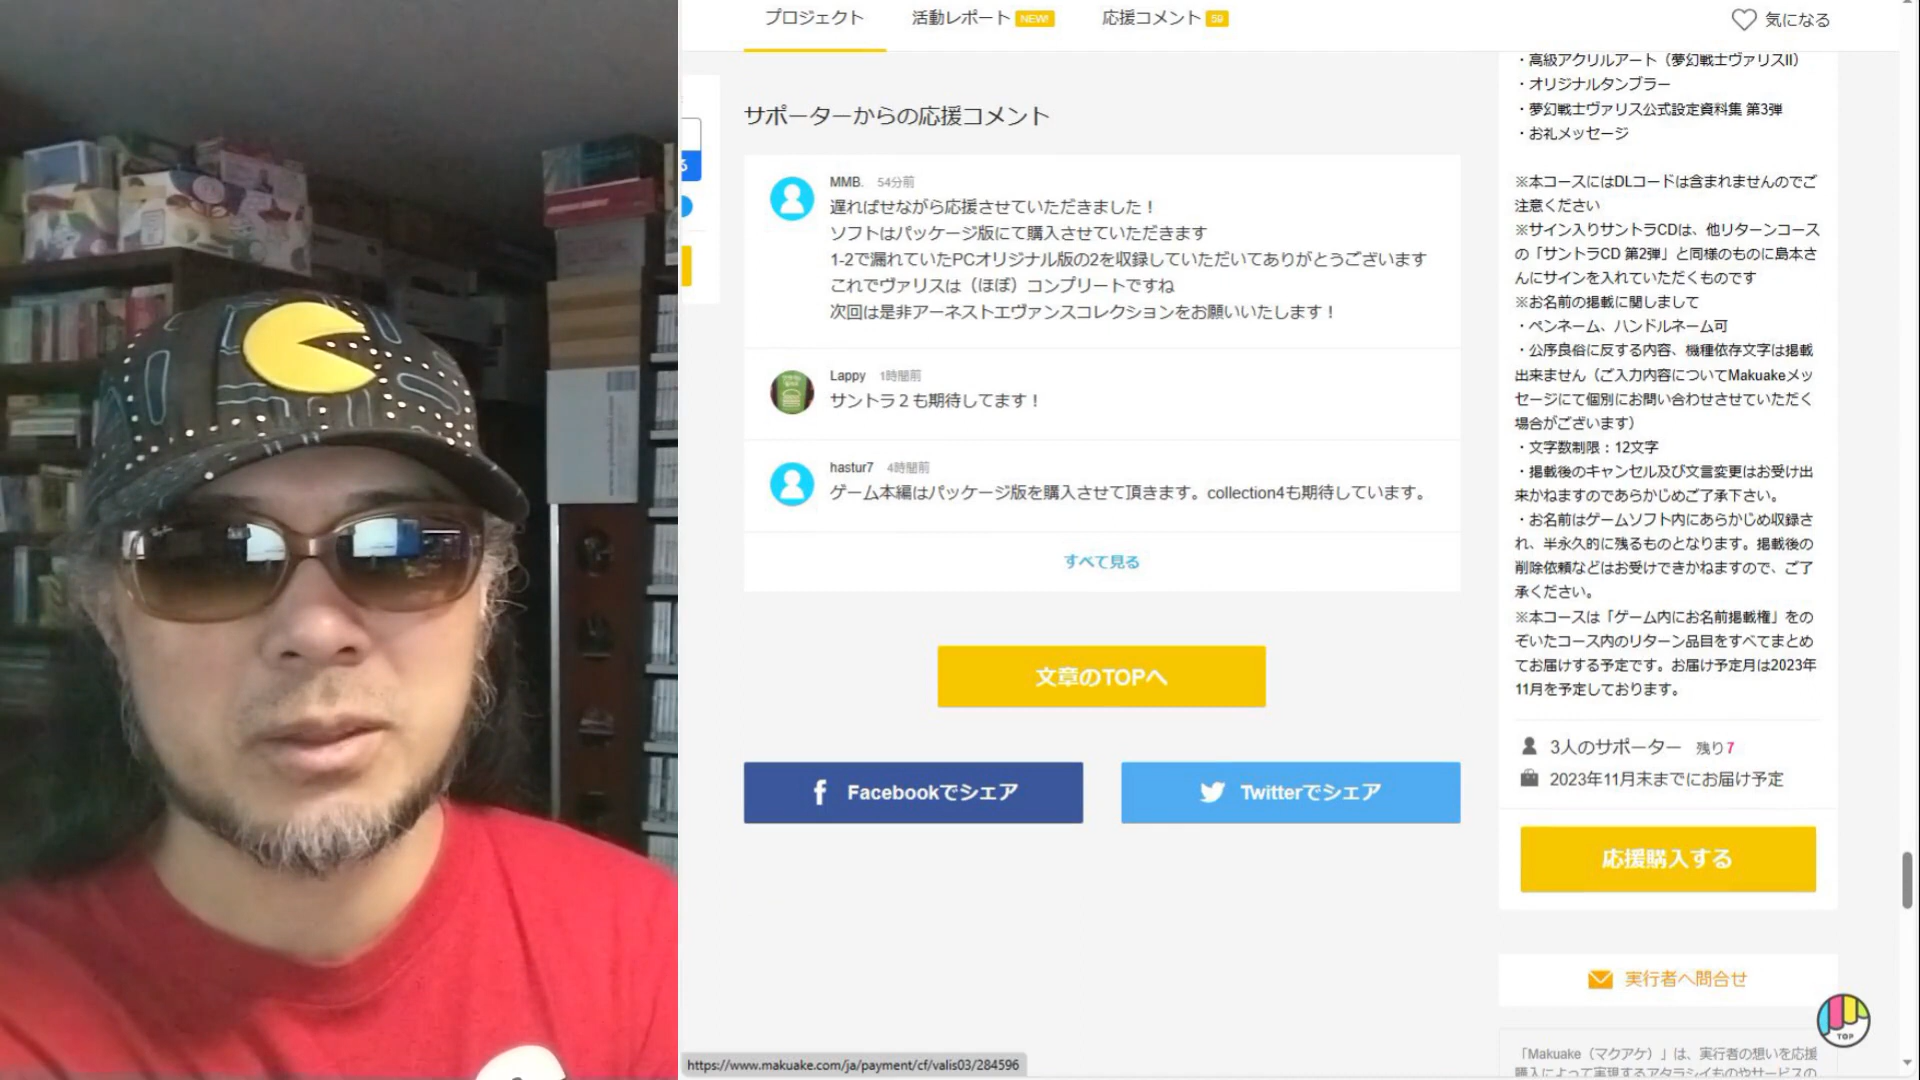 プロジェクト
活動レポート NEW!
応援コメント 59
気になる
サポーターからの応援コメント
MMB. 54分前
遅ればせながら応援させていただきました！
ソフトはパッケージ版にて購入させていただきます
1-2で漏れていたPCオリジナル版の2を収録していただいてありがとうございます
これでヴァリスは（ほぼ）コンプリートですね
次回は是非アーネストエヴァンスコレクションをお願いいたします！
Lappy 1時間前
サントラ２も期待してます！
hastur7 4時間前
ゲーム本編はパッケージ版を購入させて頂きます。collection4も期待しています。
すべて見る
文章のTOPへ
Facebookでシェア
Twitterでシェア
・高級アクリルアート（夢幻戦士ヴァリスII）
・オリジナルタンブラー
・夢幻戦士ヴァリス公式設定資料集 第3弾
・お礼メッセージ
※本コースにはDLコードは含まれませんのでご
注意ください
※サイン入りサントラCDは、他リターンコース
の「サントラCD 第2弾」と同様のものに島本さ
んにサインを入れていただくものです
※お名前の掲載に関しまして
・ペンネーム、ハンドルネーム可
・公序良俗に反する内容、機種依存文字は掲載
出来ません（ご入力内容についてMakuakeメッ
セージにて個別にお問い合わせさせていただく
場合がございます）
・文字数制限：12文字
・掲載後のキャンセル及び文言変更はお受け出
来かねますのであらかじめご了承下さい。
・お名前はゲームソフト内にあらかじめ収録さ
れ、半永久的に残るものとなります。掲載後の
削除依頼などはお受けできかねますので、ご了
承ください。
※本コースは「ゲーム内にお名前掲載権」をの
ぞいたコース内のリターン品目をすべてまとめ
てお届けする予定です。お届け予定月は2023年
11月を予定しております。
3人のサポーター 残り7
2023年11月末までにお届け予定
応援購入する
実行者へ問合せ
TOP
「Makuake（マクアケ）」は、実行者の想いを応援
購入によって実現するアタラシイものやサービスの
https://www.makuake.com/ja/payment/cf/valis03/284596